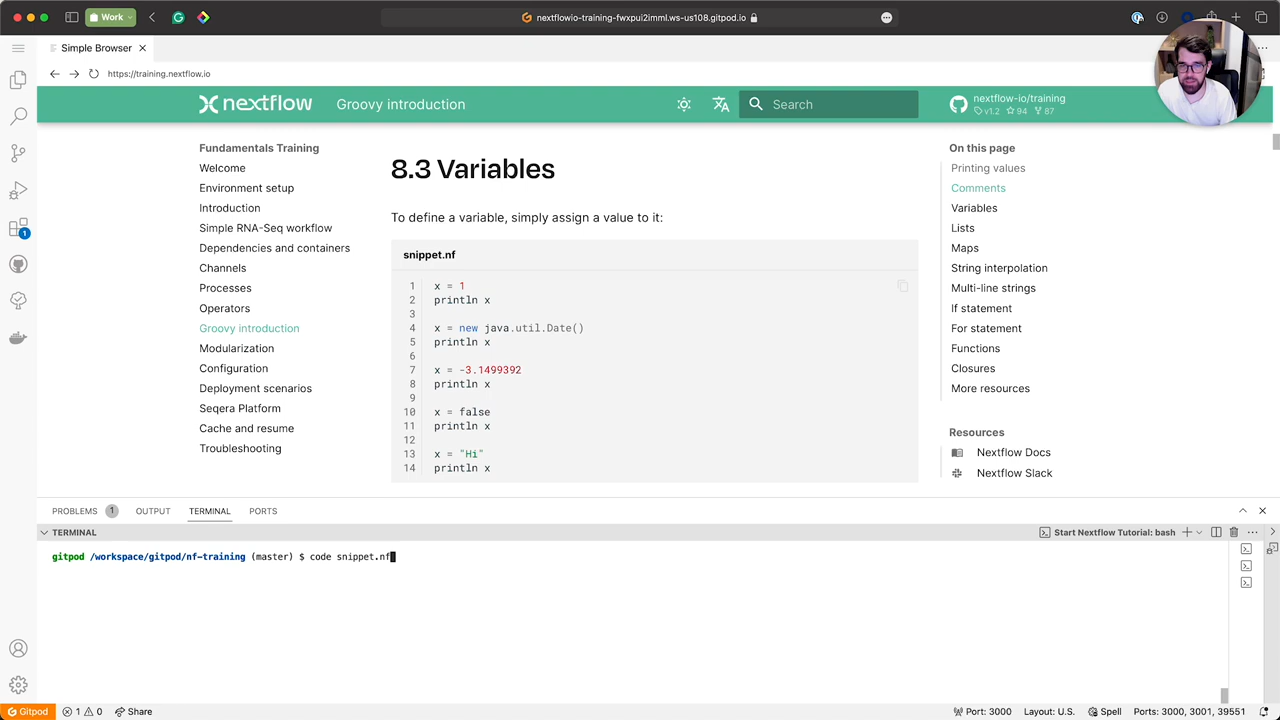 Work
nextflowio-training-fwxpui2imml.ws-us108.gitpod.io
Simple Browser
https://training.nextflow.io
nextflow
Groovy introduction
Search
nextflow-io/training
v1.2 94 87
Fundamentals Training
Welcome
Environment setup
Introduction
Simple RNA-Seq workflow
Dependencies and containers
Channels
Processes
Operators
Groovy introduction
Modularization
Configuration
Deployment scenarios
Seqera Platform
Cache and resume
Troubleshooting
8.3 Variables
To define a variable, simply assign a value to it:
snippet.nf
1 x = 1
2 println x
3
4 x = new java.util.Date()
5 println x
6
7 x = -3.1499392
8 println x
9
10 x = false
11 println x
12
13 x = "Hi"
14 println x
On this page
Printing values
Comments
Variables
Lists
Maps
String interpolation
Multi-line strings
If statement
For statement
Functions
Closures
More resources
Resources
Nextflow Docs
Nextflow Slack
1
PROBLEMS 1 OUTPUT TERMINAL PORTS
TERMINAL
Start Nextflow Tutorial: bash
gitpod /workspace/gitpod/nf-training (master) $ code snippet.nf
Gitpod 1 0 Share
Port: 3000 Layout: U.S. Spell Ports: 3000, 3001, 39551